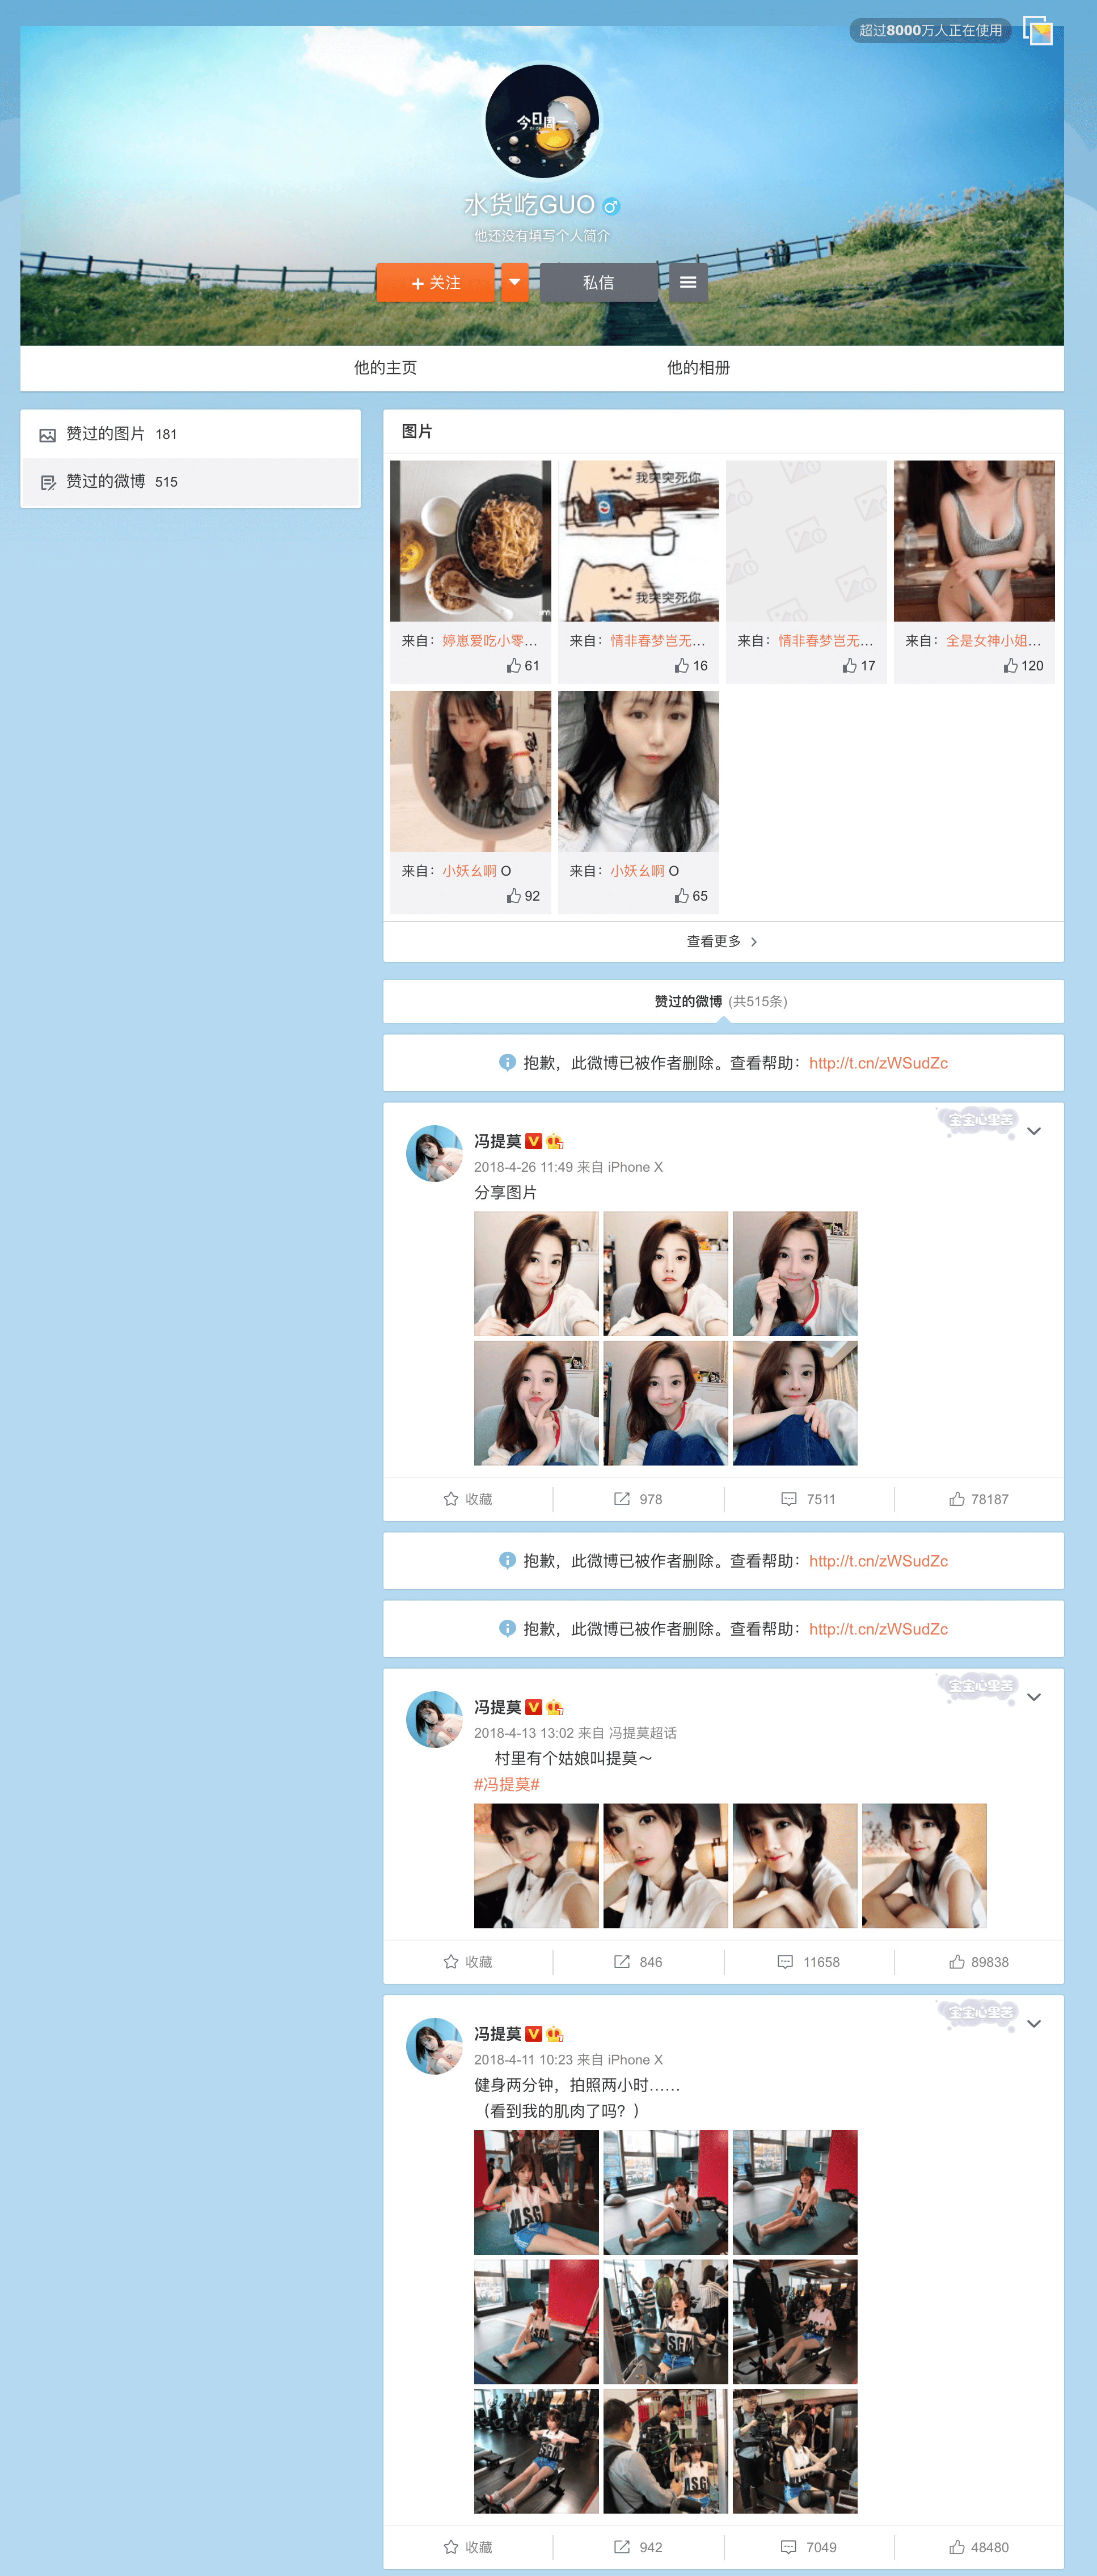 超过8000万人正在使用
今日周一
水货屹GUO
他还没有填写个人简介
+ 关注
私信
他的主页
他的相册
赞过的图片 181
赞过的微博 515
图片
我突突死你
我突突死你
来自：婷崽爱吃小零...
61
来自：情非春梦岂无...
16
来自：情非春梦岂无...
17
来自：全是女神小姐...
120
来自：小妖幺啊 O
92
来自：小妖幺啊 O
65
查看更多 >
赞过的微博 (共515条)
抱歉，此微博已被作者删除。查看帮助：http://t.cn/zWSudZc
宝宝心里苦
冯提莫
2018-4-26 11:49 来自 iPhone X
分享图片
收藏
978
7511
78187
抱歉，此微博已被作者删除。查看帮助：http://t.cn/zWSudZc
抱歉，此微博已被作者删除。查看帮助：http://t.cn/zWSudZc
宝宝心里苦
冯提莫
2018-4-13 13:02 来自 冯提莫超话
村里有个姑娘叫提莫～
#冯提莫#
收藏
846
11658
89838
宝宝心里苦
冯提莫
2018-4-11 10:23 来自 iPhone X
健身两分钟，拍照两小时……
（看到我的肌肉了吗？）
收藏
942
7049
48480